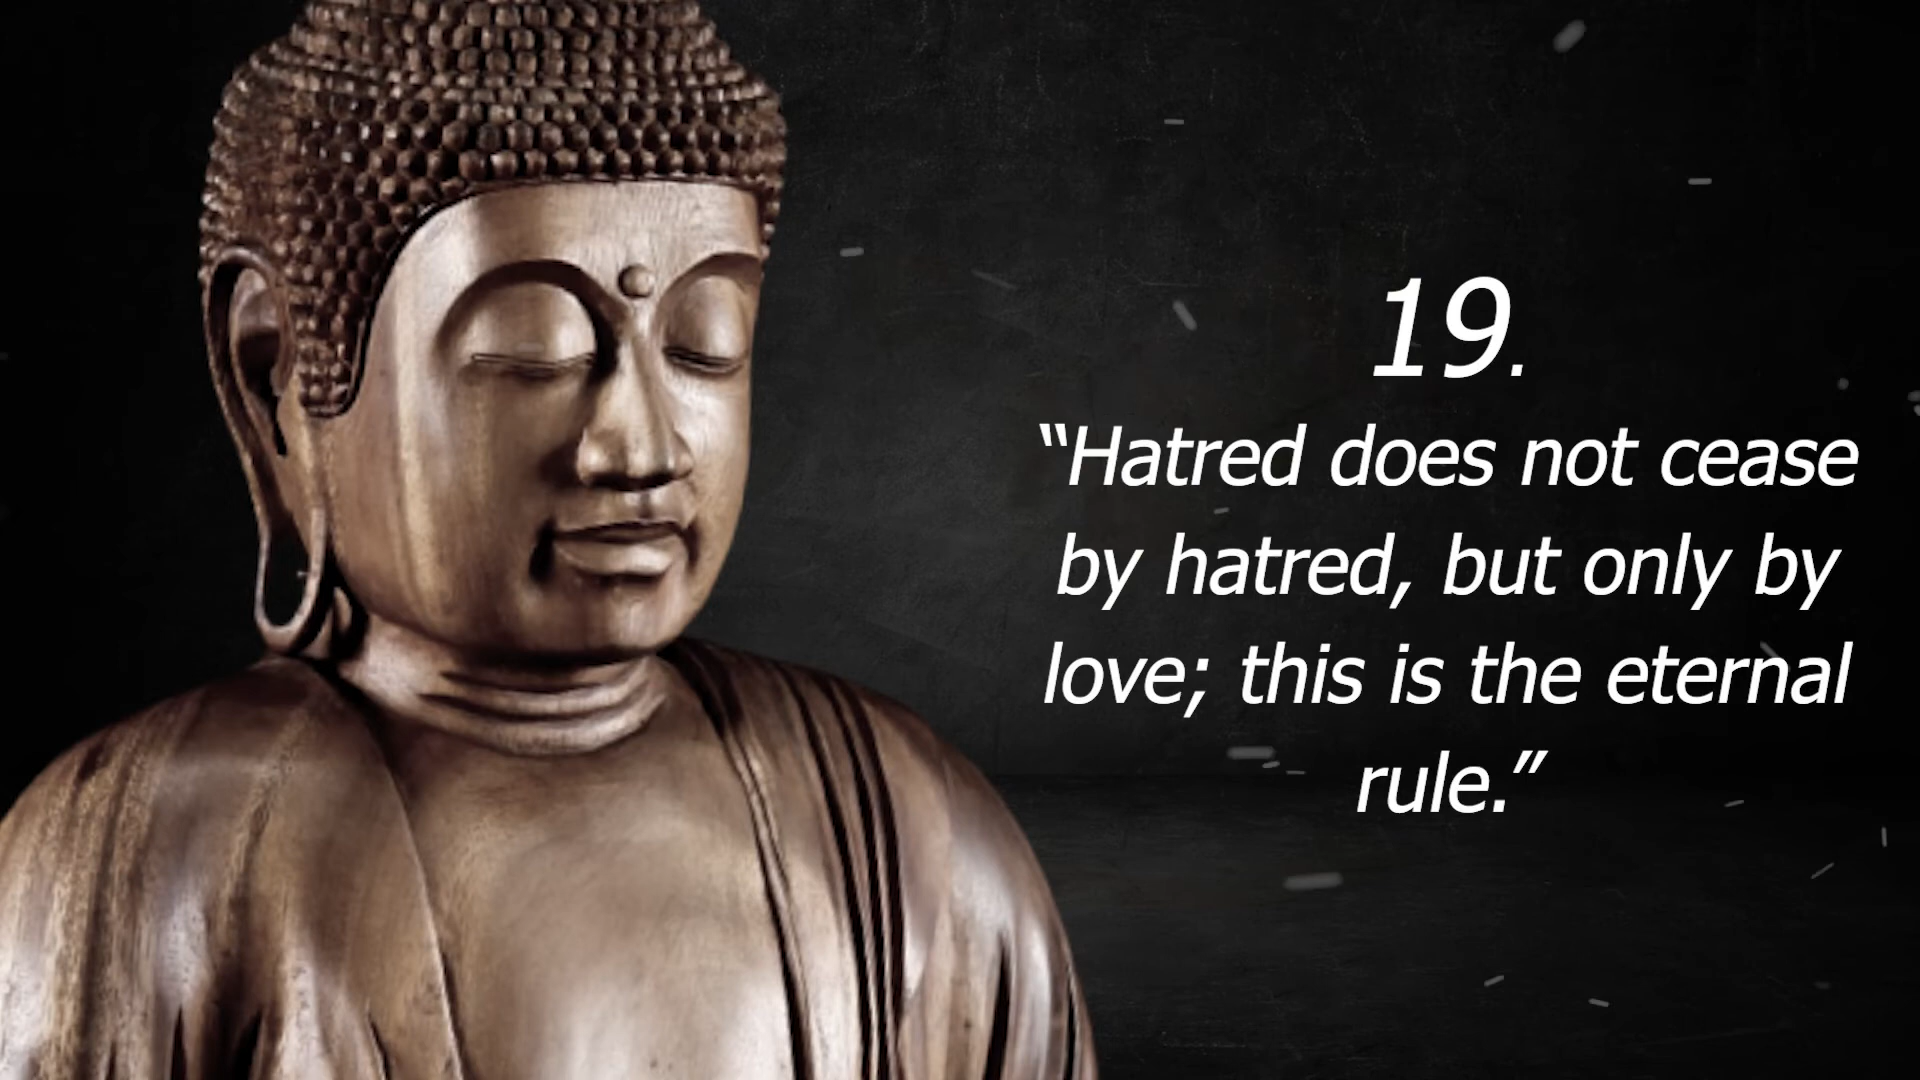 19.
“Hatred does not cease
by hatred, but only by
love; this is the eternal
rule.”